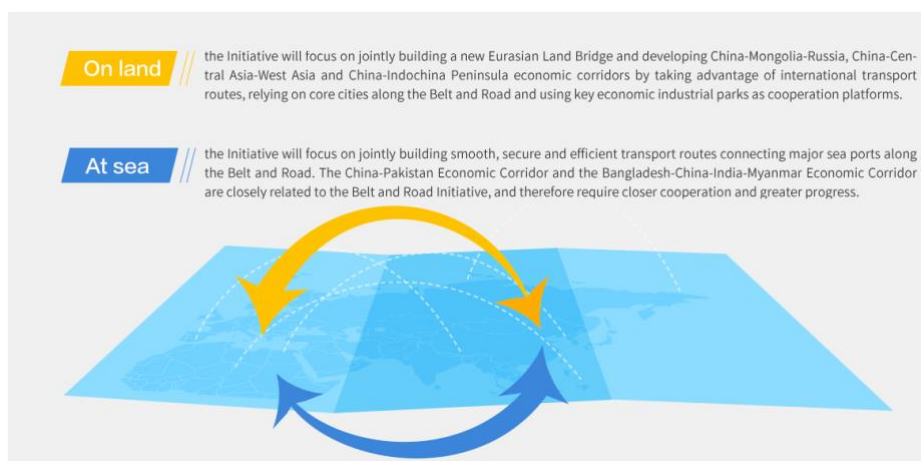 On land
the Initiative will focus on jointly building a new Eurasian Land Bridge and developing China-Mongolia-Russia, China-Cen-
tral Asia-West Asia and China-Indochina Peninsula economic corridors by taking advantage of international transport
routes, relying on core cities along the Belt and Road and using key economic industrial parks as cooperation platforms.
At sea
the Initiative will focus on jointly building smooth, secure and efficient transport routes connecting major sea ports along
the Belt and Road. The China-Pakistan Economic Corridor and the Bangladesh-China-India-Myanmar Economic Corridor
are closely related to the Belt and Road Initiative, and therefore require closer cooperation and greater progress.